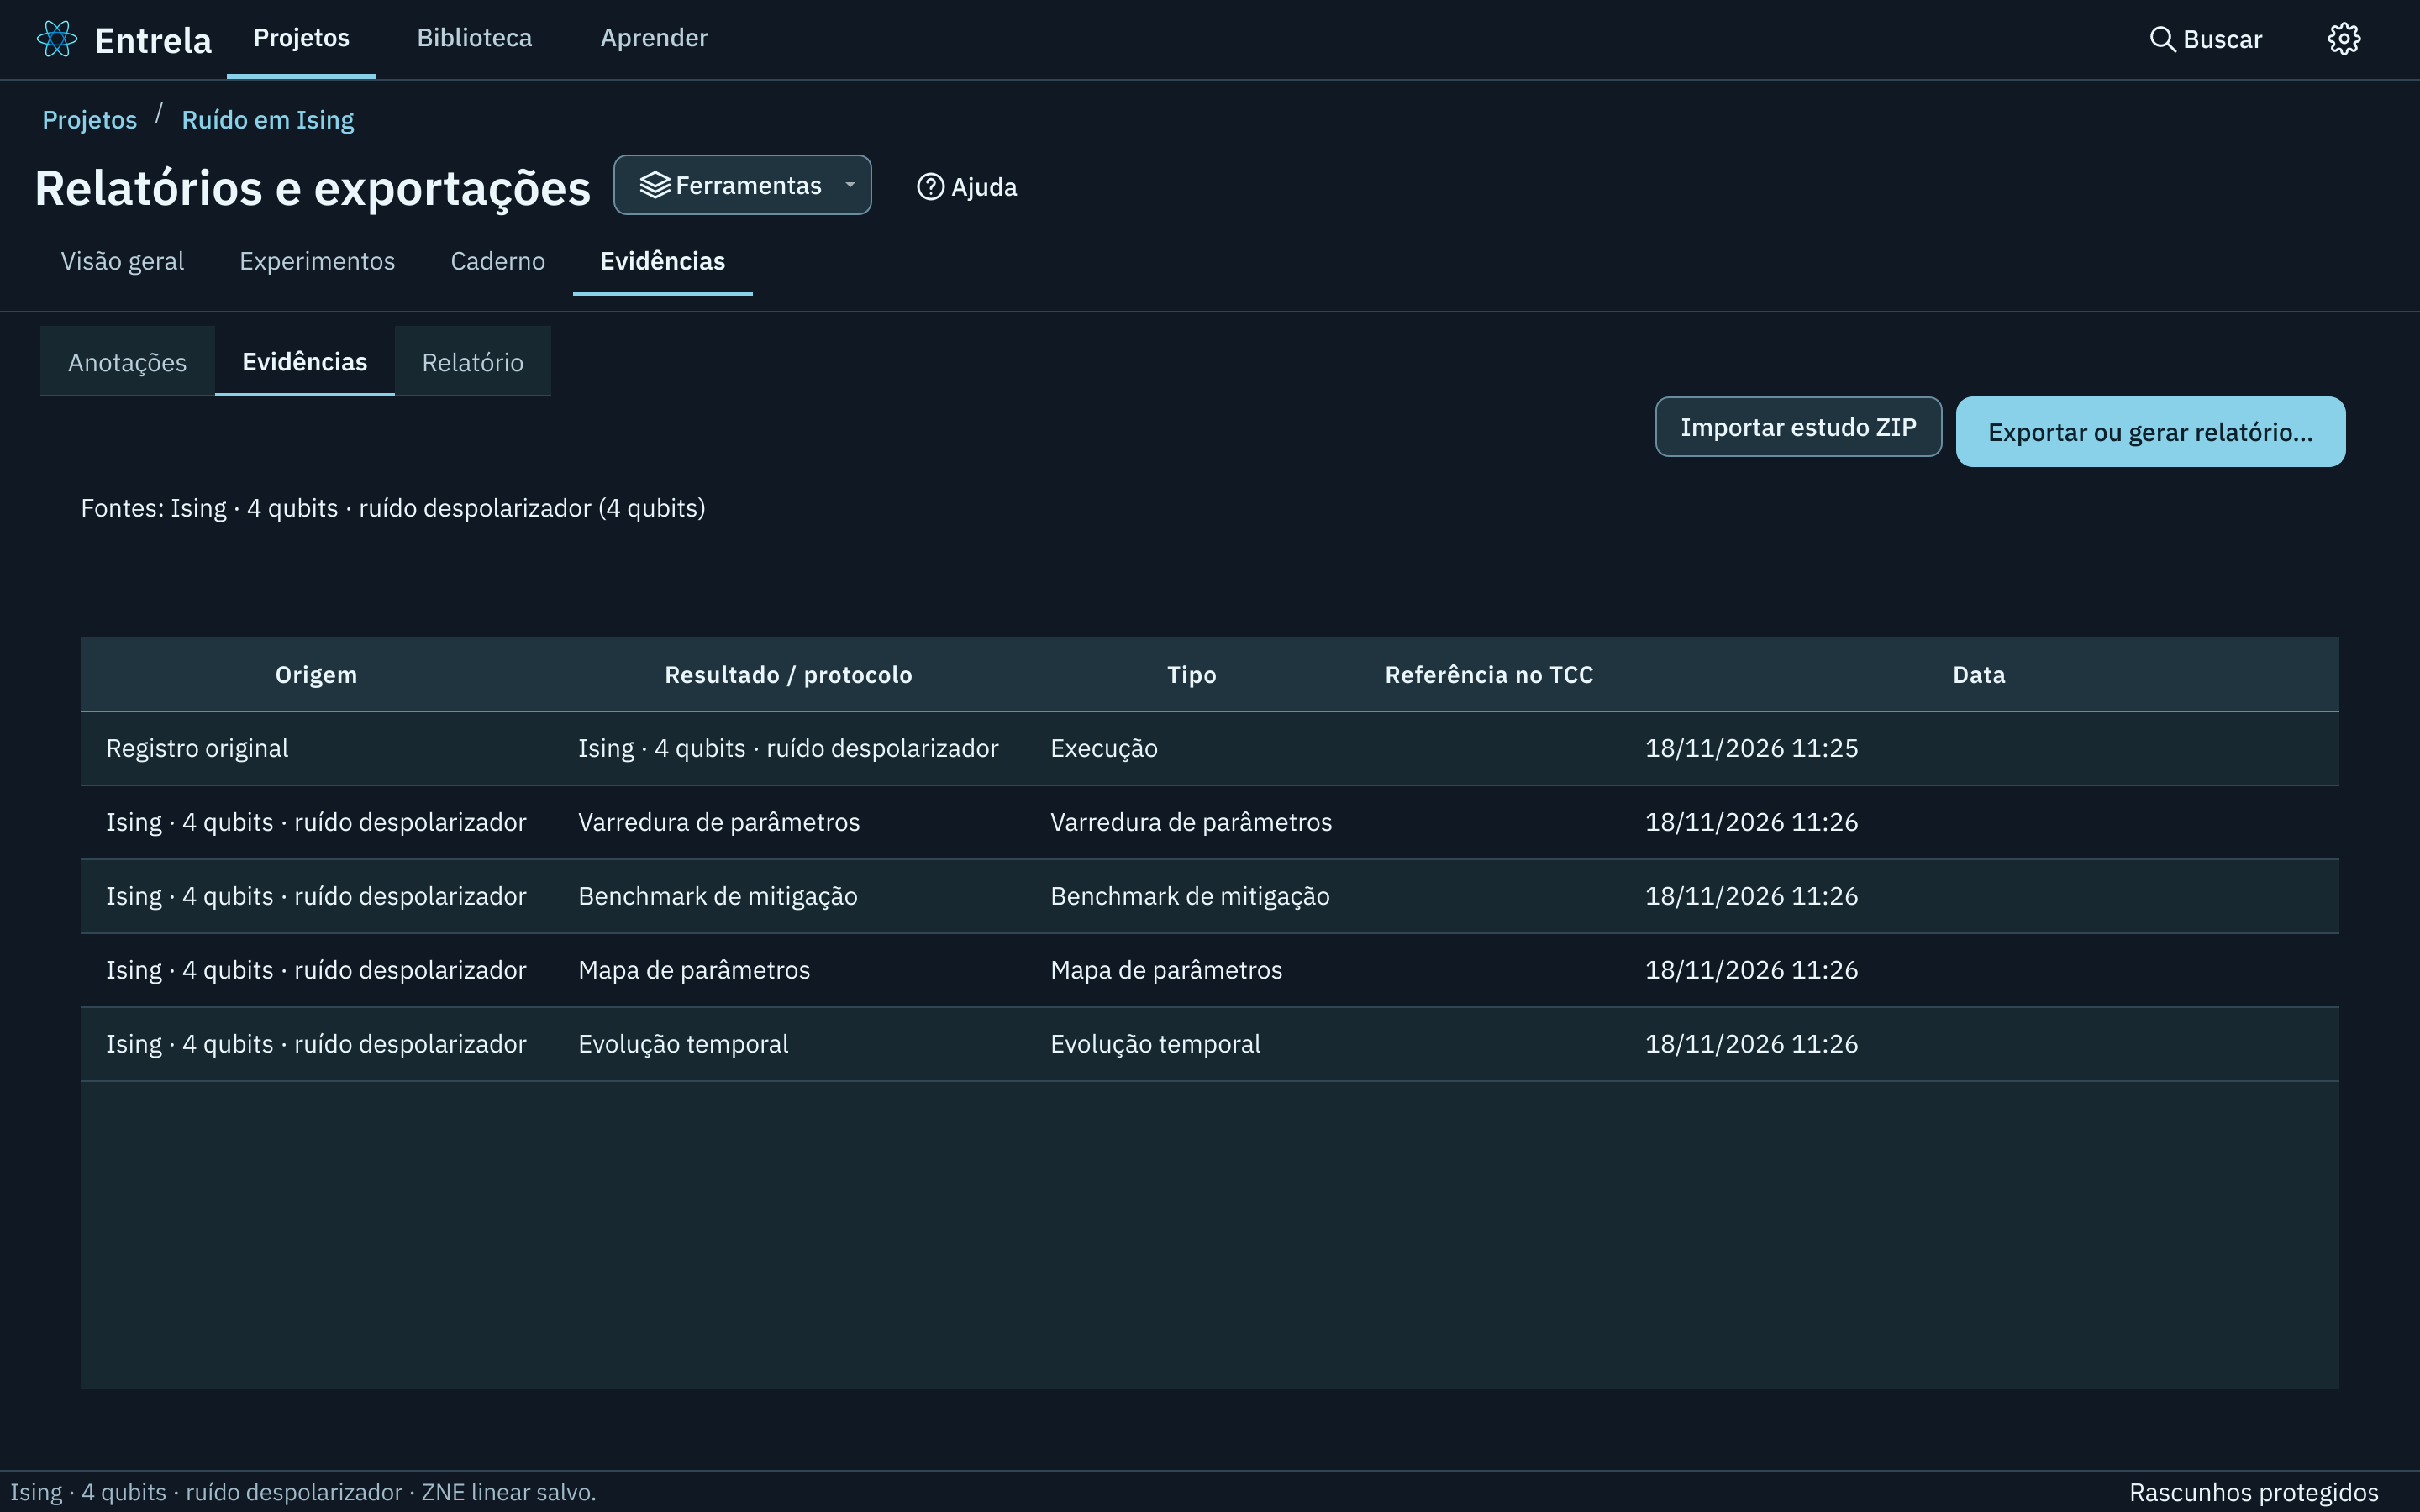 Entrela Projetos Biblioteca Aprender Buscar
Projetos / Ruído em Ising
Relatórios e exportações Ferramentas Ajuda
Visão geral Experimentos Caderno Evidências
Anotações Evidências Relatório
Importar estudo ZIP Exportar ou gerar relatório...
Fontes: Ising · 4 qubits · ruído despolarizador (4 qubits)
Origem Resultado / protocolo Tipo Referência no TCC Data
Registro original Ising · 4 qubits · ruído despolarizador Execução 18/11/2026 11:25
Ising · 4 qubits · ruído despolarizador Varredura de parâmetros Varredura de parâmetros 18/11/2026 11:26
Ising · 4 qubits · ruído despolarizador Benchmark de mitigação Benchmark de mitigação 18/11/2026 11:26
Ising · 4 qubits · ruído despolarizador Mapa de parâmetros Mapa de parâmetros 18/11/2026 11:26
Ising · 4 qubits · ruído despolarizador Evolução temporal Evolução temporal 18/11/2026 11:26
Ising · 4 qubits · ruído despolarizador · ZNE linear salvo. Rascunhos protegidos